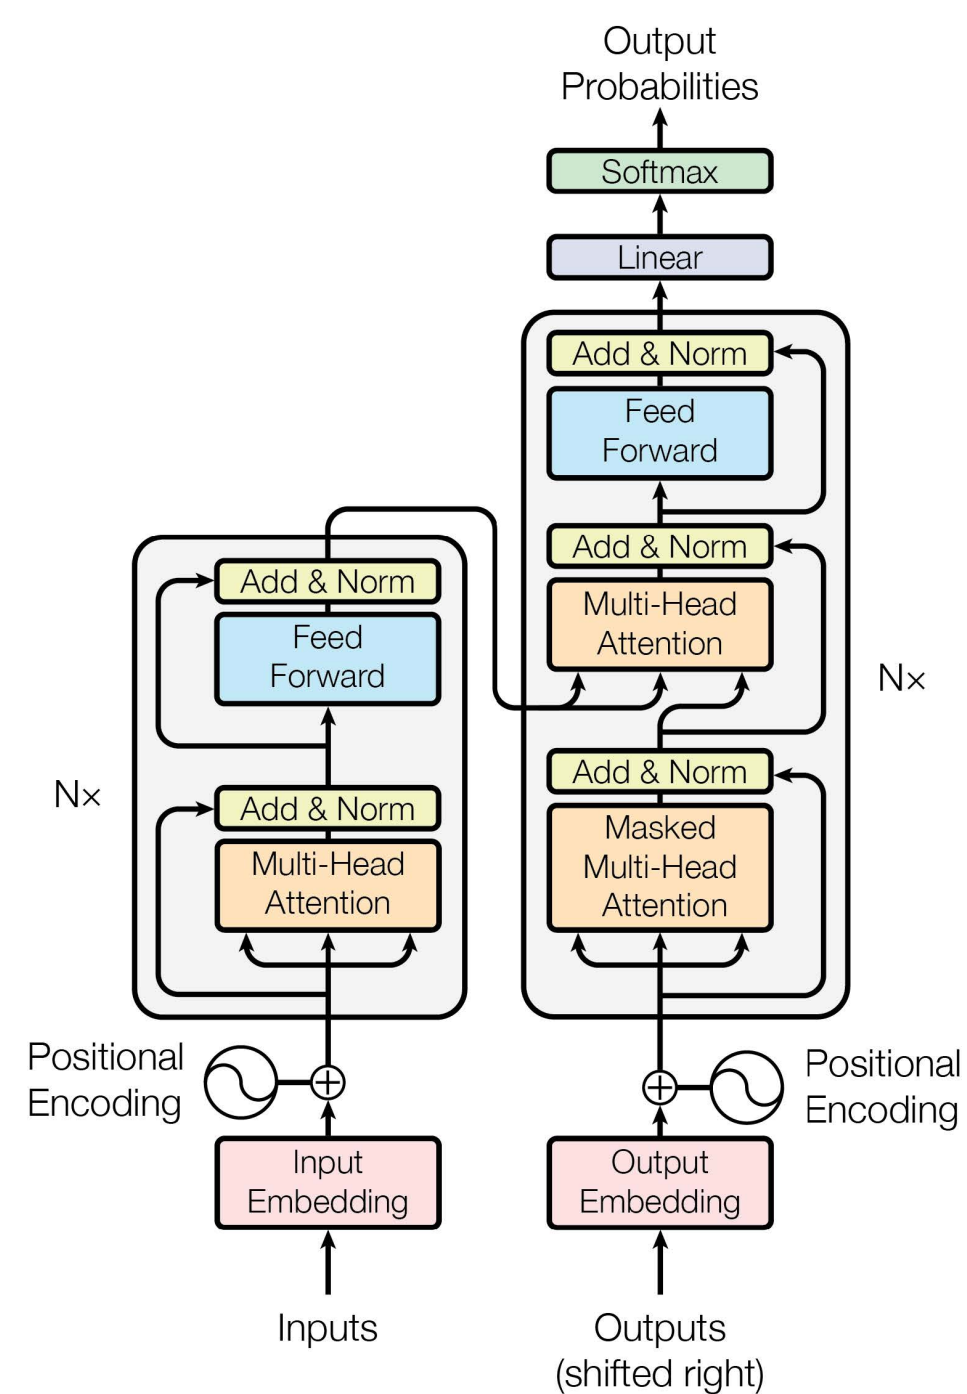 Output
Probabilities
Softmax
Linear
Add & Norm
Feed
Forward
Add & Norm
Multi-Head
Attention
Add & Norm
Masked
Multi-Head
Attention
N×
Add & Norm
Feed
Forward
Add & Norm
Multi-Head
Attention
N×
Positional
Encoding
Positional
Encoding
Input
Embedding
Output
Embedding
Inputs
Outputs
(shifted right)